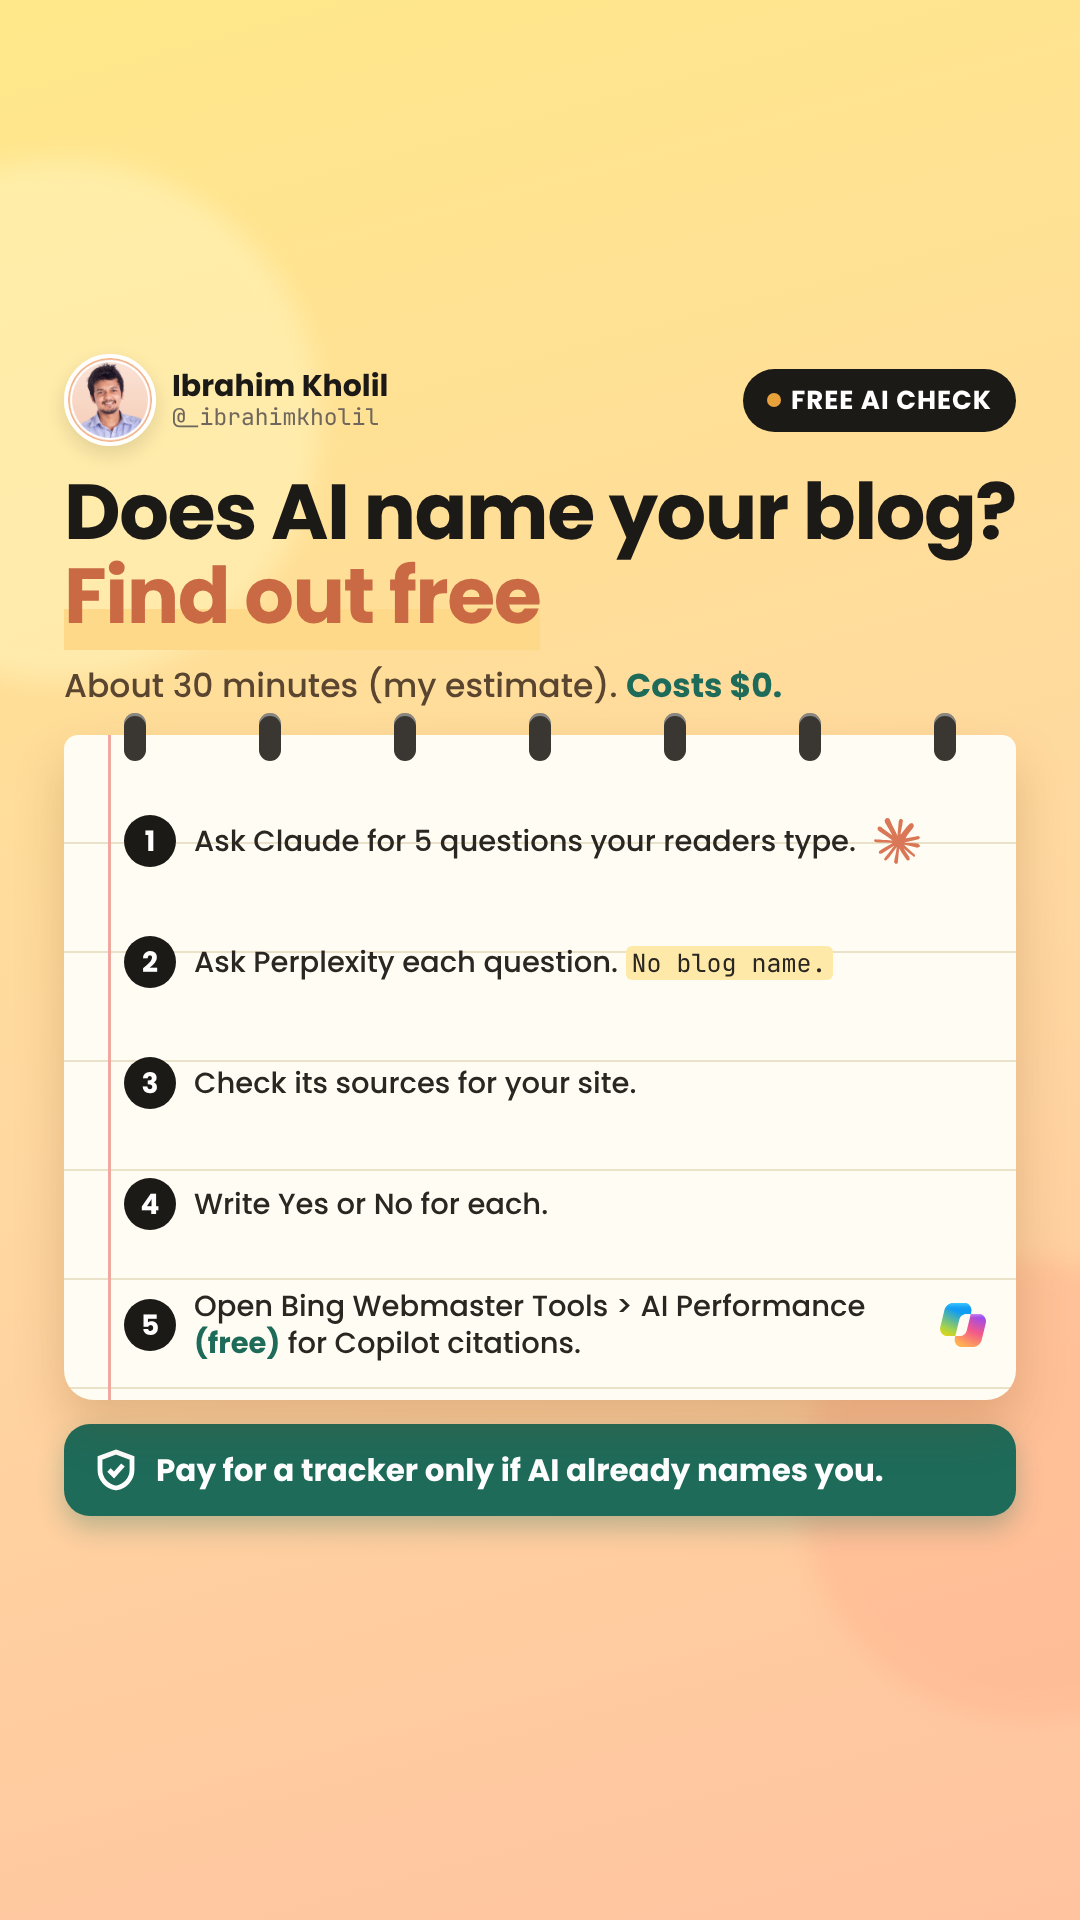 Ibrahim Kholil
@_ibrahimkholil
FREE AI CHECK
Does AI name your blog?
Find out free
About 30 minutes (my estimate). Costs $0.
1 Ask Claude for 5 questions your readers type.
2 Ask Perplexity each question. No blog name.
3 Check its sources for your site.
4 Write Yes or No for each.
5 Open Bing Webmaster Tools > AI Performance
(free) for Copilot citations.
Pay for a tracker only if AI already names you.